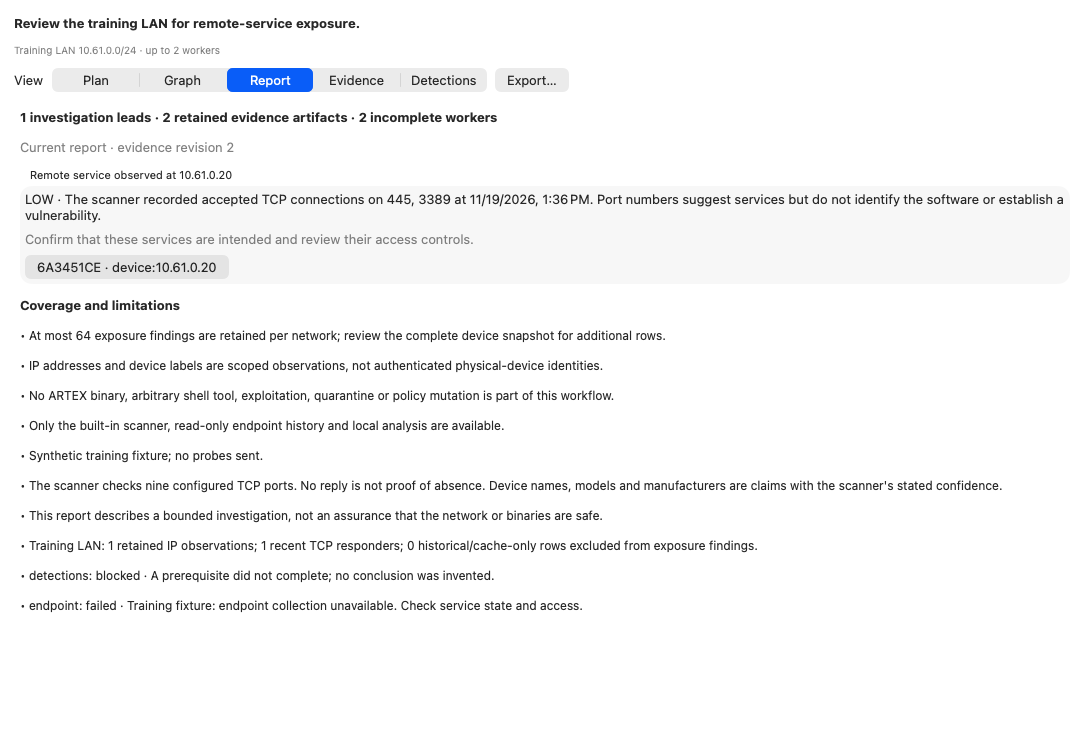 Review the training LAN for remote-service exposure.
Training LAN 10.61.0.0/24 · up to 2 workers
View Plan Graph Report Evidence Detections Export...
1 investigation leads · 2 retained evidence artifacts · 2 incomplete workers
Current report · evidence revision 2
Remote service observed at 10.61.0.20
LOW · The scanner recorded accepted TCP connections on 445, 3389 at 11/19/2026, 1:36 PM. Port numbers suggest services but do not identify the software or establish a
vulnerability.
Confirm that these services are intended and review their access controls.
6A3451CE · device:10.61.0.20
Coverage and limitations
• At most 64 exposure findings are retained per network; review the complete device snapshot for additional rows.
• IP addresses and device labels are scoped observations, not authenticated physical-device identities.
• No ARTEX binary, arbitrary shell tool, exploitation, quarantine or policy mutation is part of this workflow.
• Only the built-in scanner, read-only endpoint history and local analysis are available.
• Synthetic training fixture; no probes sent.
• The scanner checks nine configured TCP ports. No reply is not proof of absence. Device names, models and manufacturers are claims with the scanner's stated confidence.
• This report describes a bounded investigation, not an assurance that the network or binaries are safe.
• Training LAN: 1 retained IP observations; 1 recent TCP responders; 0 historical/cache-only rows excluded from exposure findings.
• detections: blocked · A prerequisite did not complete; no conclusion was invented.
• endpoint: failed · Training fixture: endpoint collection unavailable. Check service state and access.